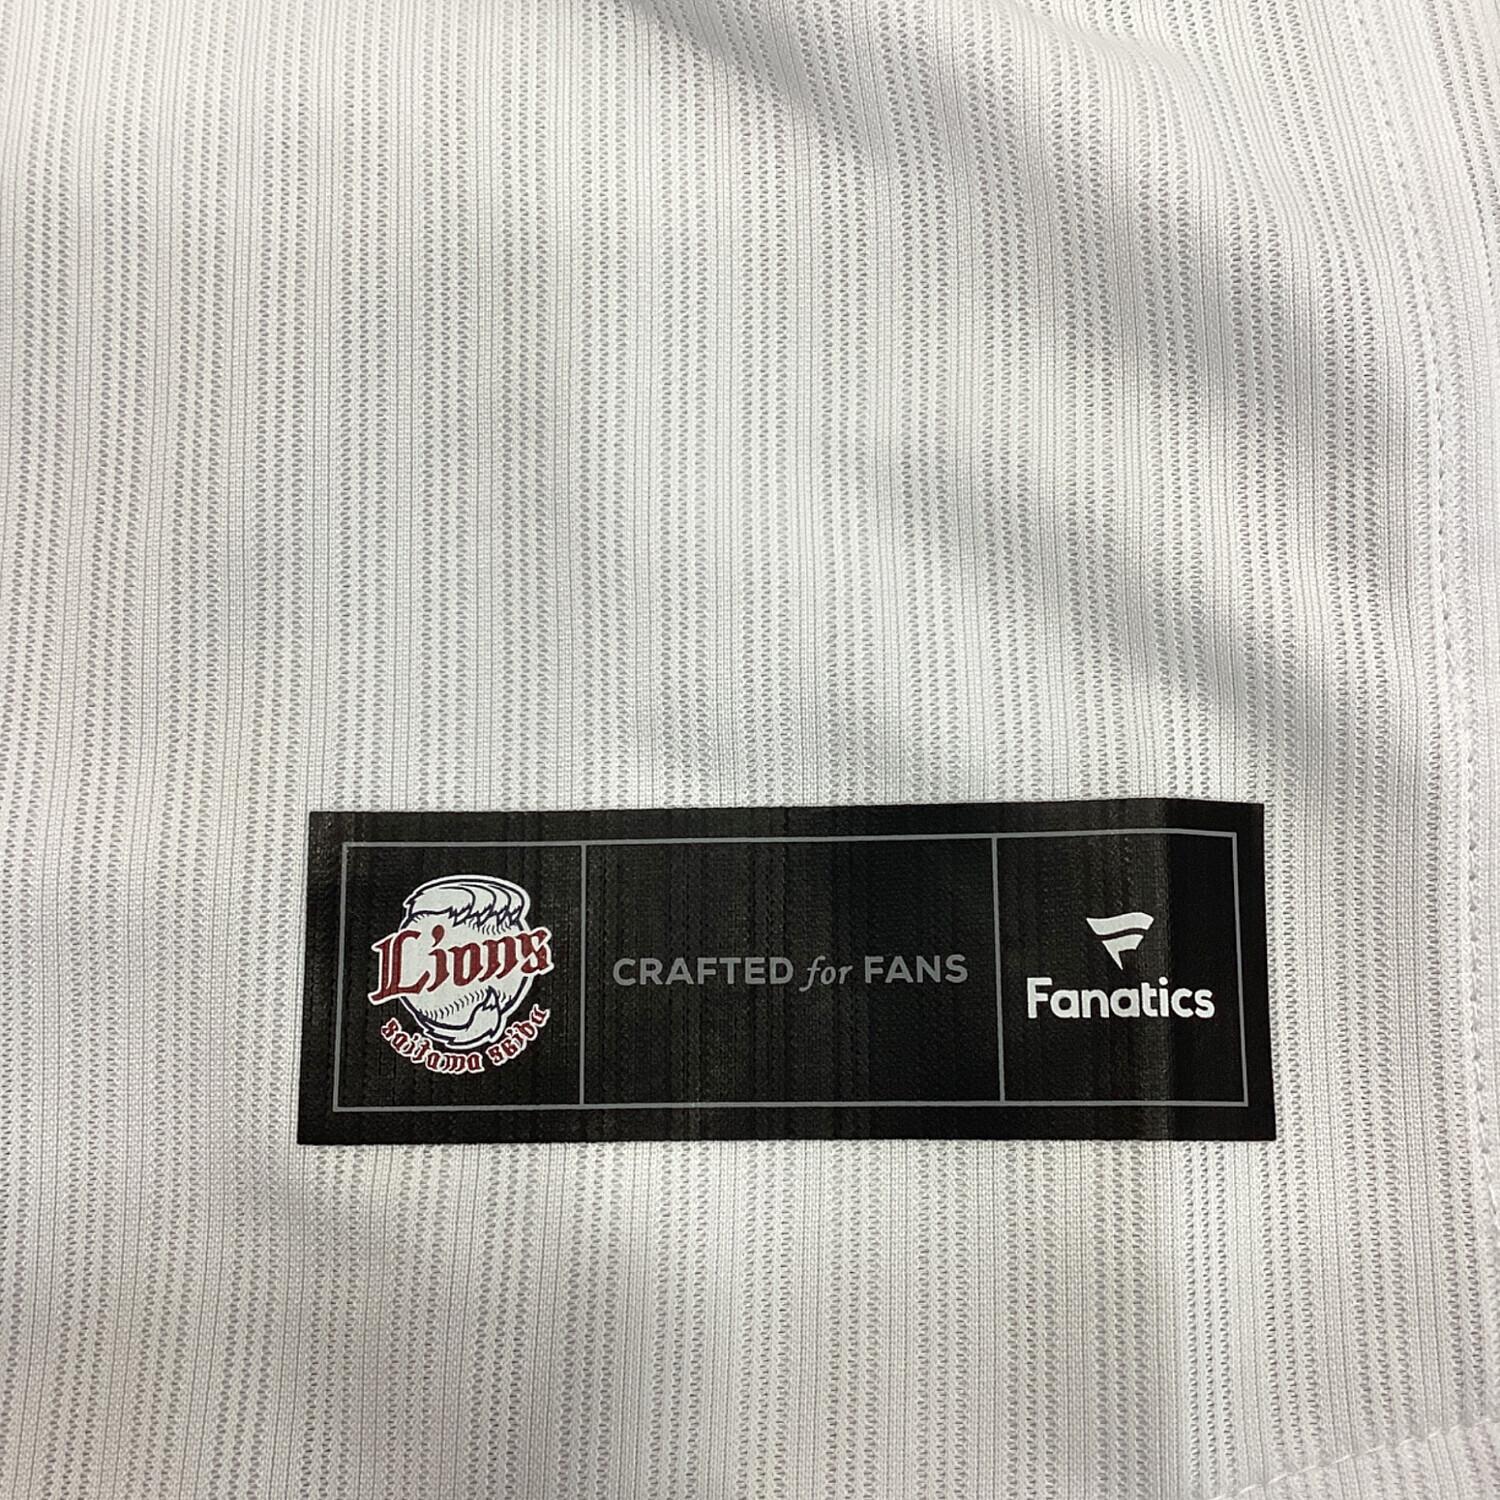 Lions
saitama seibu
CRAFTED for FANS
Fanatics